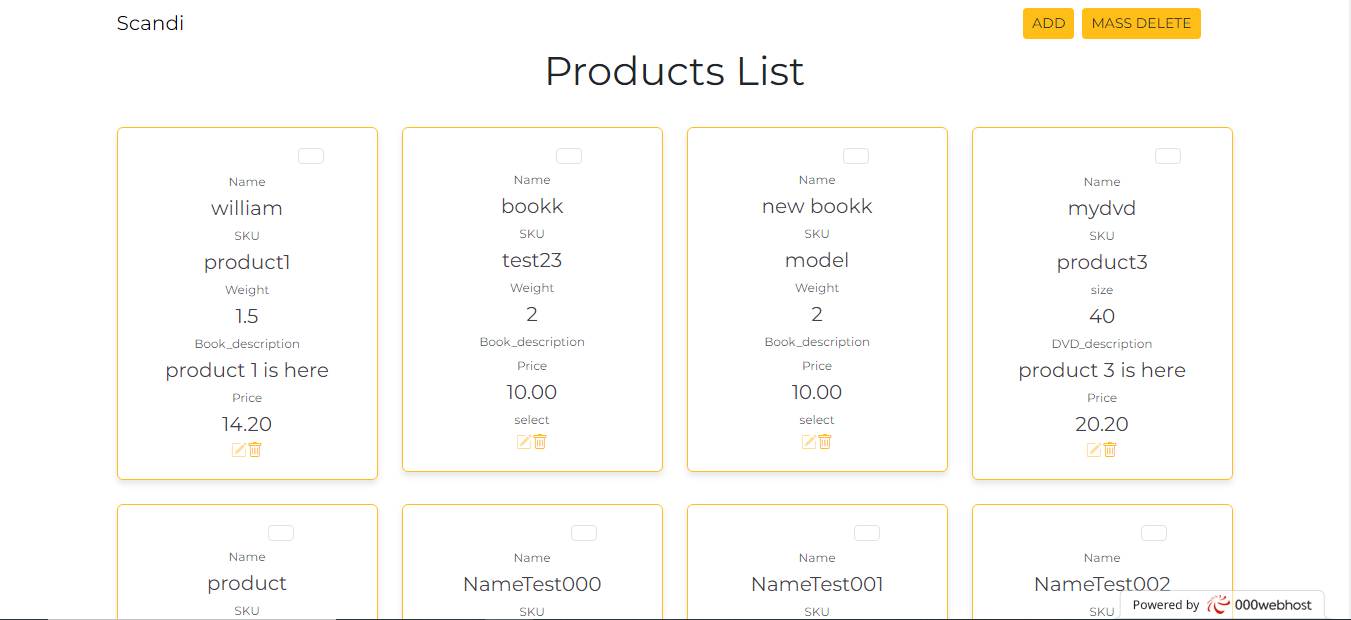 Scandi
ADD
MASS DELETE
Products List
Name
william
SKU
product1
Weight
1.5
Book_description
product 1 is here
Price
14.20
Name
bookk
SKU
test23
Weight
2
Book_description
Price
10.00
select
Name
new bookk
SKU
model
Weight
2
Book_description
Price
10.00
select
Name
mydvd
SKU
product3
size
40
DVD_description
product 3 is here
Price
20.20
Name
product
SKU
Name
NameTest000
SKU
Name
NameTest001
SKU
Name
NameTest002
SKU
Powered by 000webhost